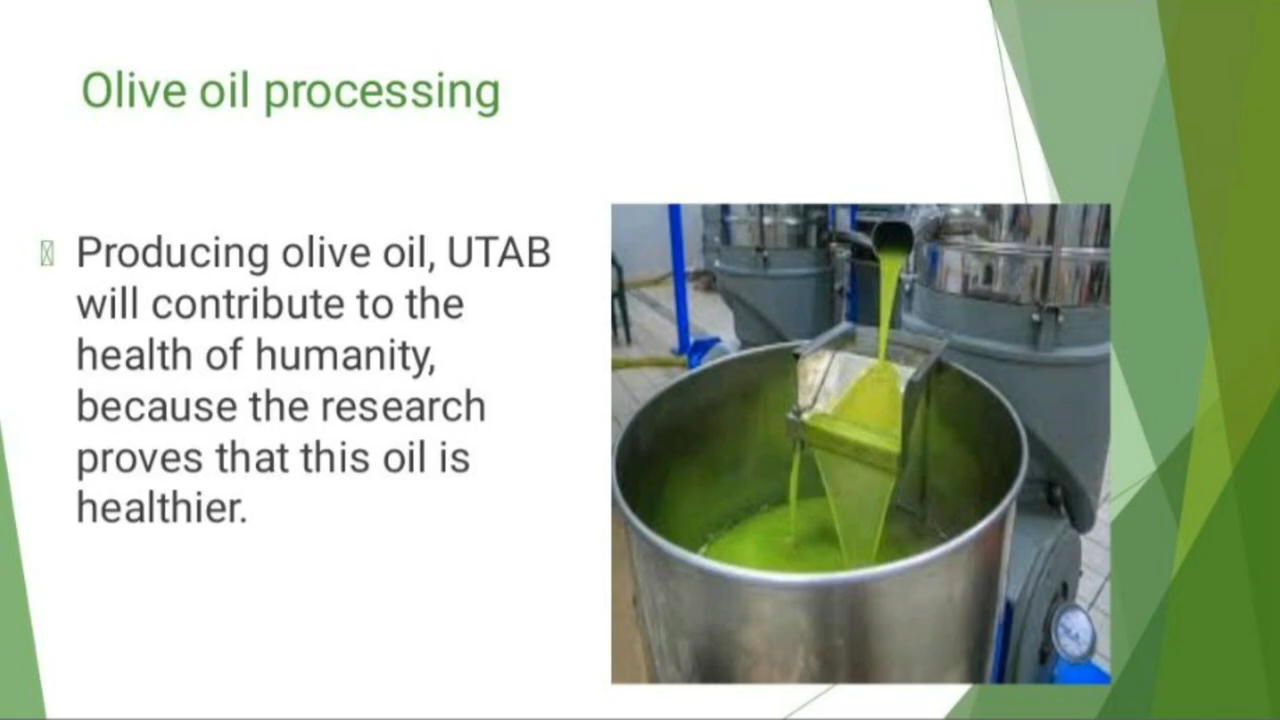 Olive oil processing
Producing olive oil, UTAB
will contribute to the
health of humanity,
because the research
proves that this oil is
healthier.